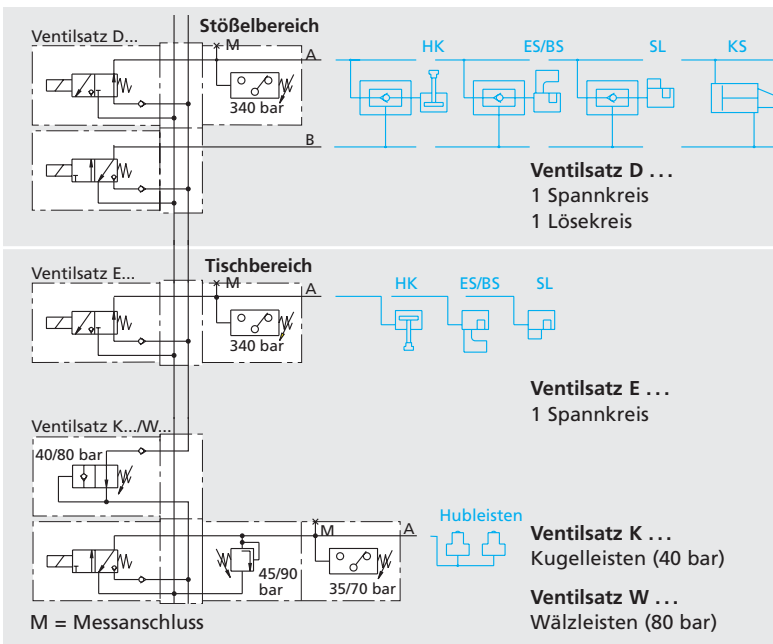 Stößelbereich
Ventilsatz D...
M
A
340 bar
HK
ES/BS
SL
KS
B
Ventilsatz D ...
1 Spannkreis
1 Lösekreis
Tischbereich
Ventilsatz E...
M
A
340 bar
HK
ES/BS
SL
Ventilsatz E ...
1 Spannkreis
Ventilsatz K.../W...
40/80 bar
M
A
45/90
bar
35/70 bar
Hubleisten
Ventilsatz K ...
Kugelleisten (40 bar)
Ventilsatz W ...
Wälzleisten (80 bar)
M = Messanschluss